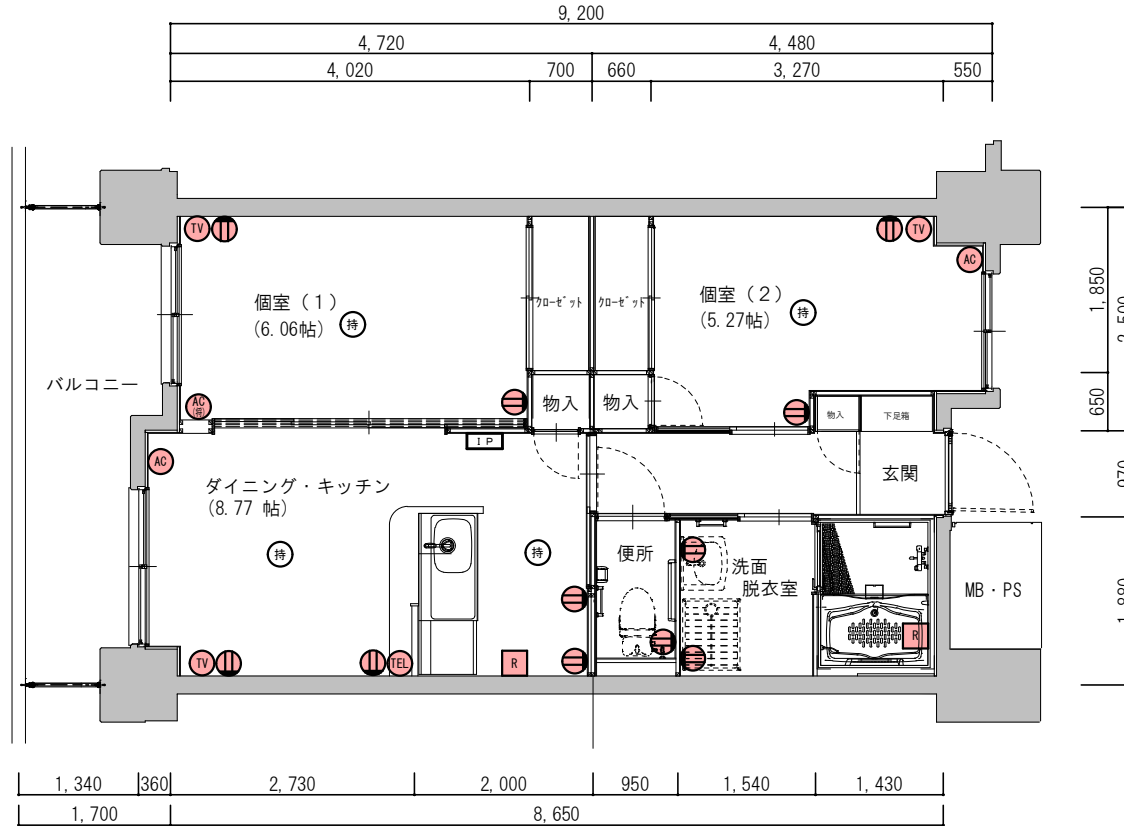 9,200
4,720
4,480
4,020
700
660
3,270
550
TV
TV
AC
個室（１）
(6.06帖)
持
クローゼット
クローゼット
個室（２）
(5.27帖)
持
1,850
バルコニー
AC
(将)
物入
物入
物入
下足箱
650
IP
AC
ダイニング・キッチン
(8.77 帖)
玄関
持
持
便所
洗面
脱衣室
MB・PS
R
TV
TEL
R
1,340
360
2,730
2,000
950
1,540
1,430
1,700
8,650